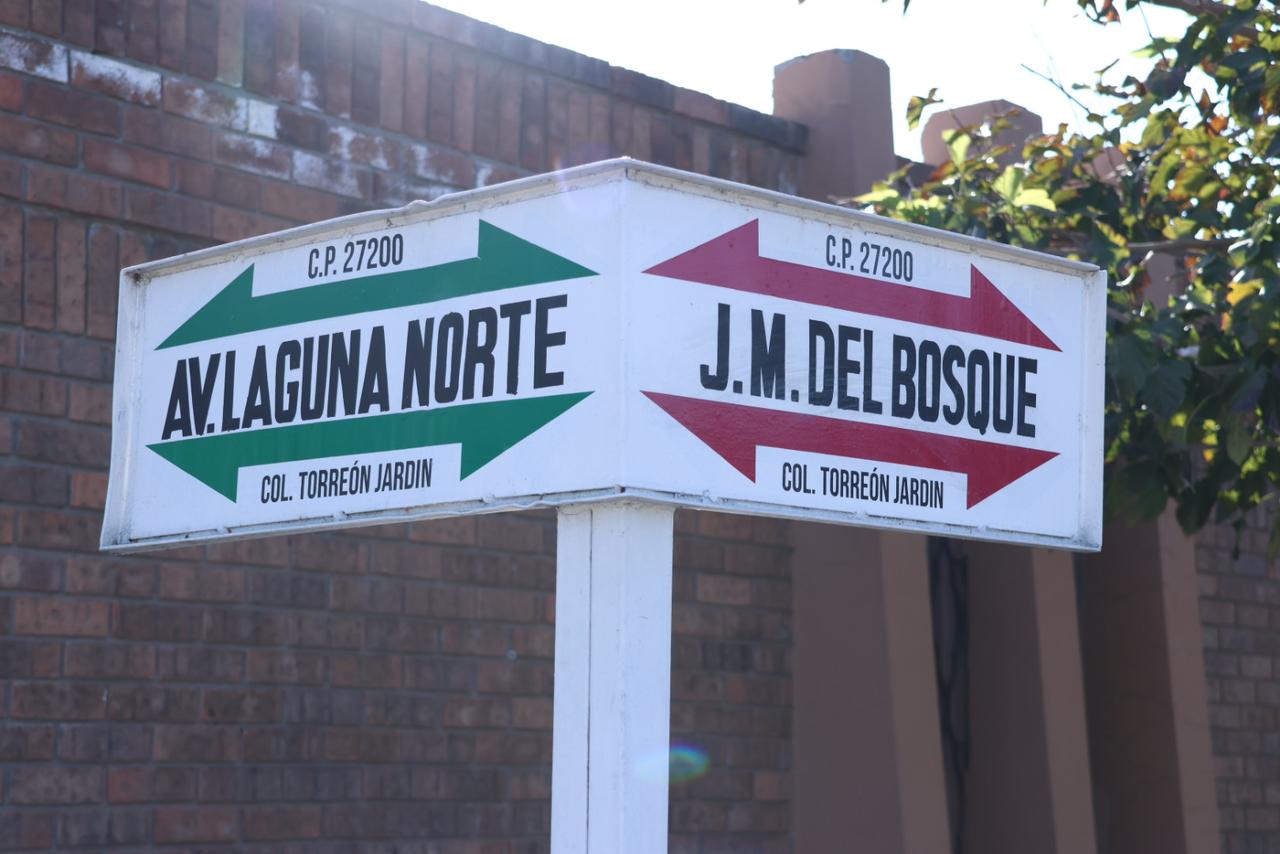 C.P. 27200
AV. LAGUNA NORTE
COL. TORREÓN JARDIN
C.P. 27200
J.M. DEL BOSQUE
COL. TORREÓN JARDIN